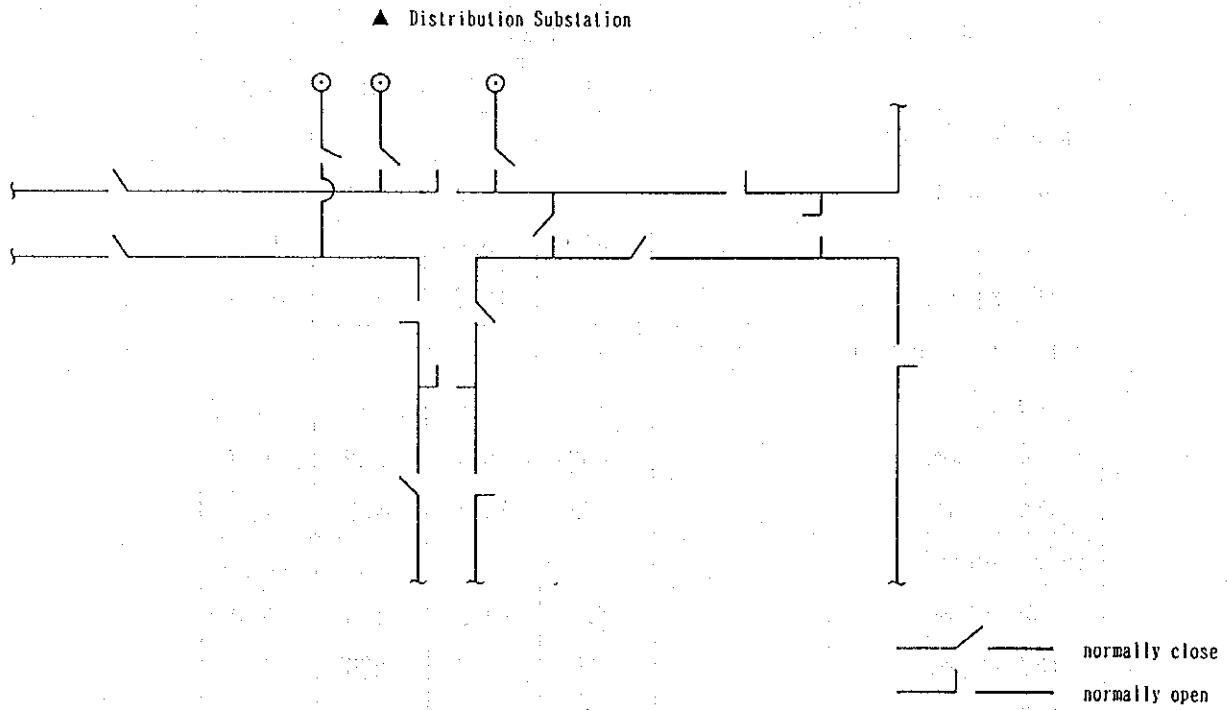 ▲ Distribution Substation
normally close
normally open